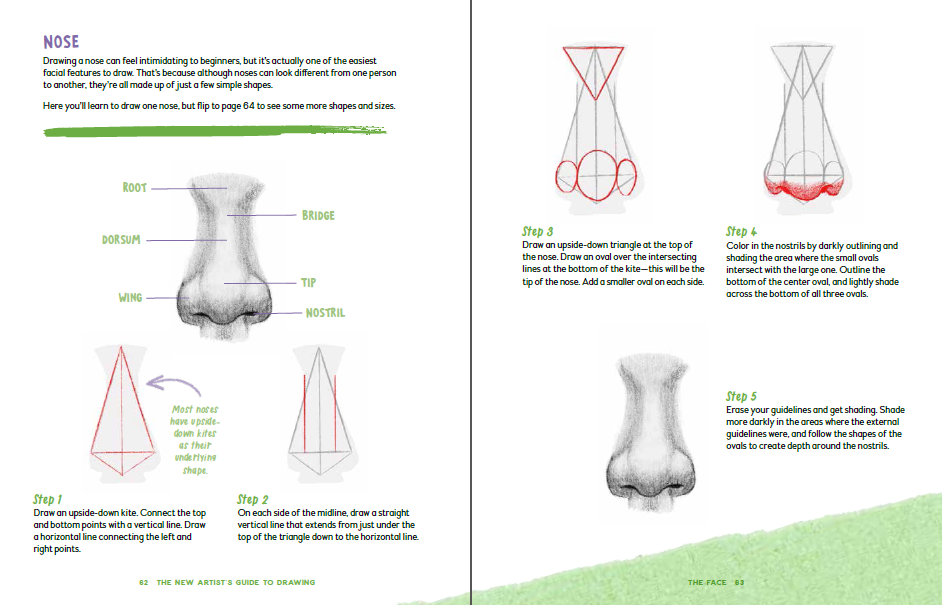 NOSE
Drawing a nose can feel intimidating to beginners, but it's actually one of the easiest
facial features to draw. That's because although noses can look different from one person
to another, they're all made up of just a few simple shapes.
Here you'll learn to draw one nose, but flip to page 64 to see some more shapes and sizes.
ROOT
BRIDGE
DORSUM
TIP
WING
NOSTRIL
Most noses
have upside-
down kites
as their
underlying
shape.
Step 1
Draw an upside-down kite. Connect the top
and bottom points with a vertical line. Draw
a horizontal line connecting the left and
right points.
Step 2
On each side of the midline, draw a straight
vertical line that extends from just under the
top of the triangle down to the horizontal line.
62 THE NEW ARTIST'S GUIDE TO DRAWING
Step 3
Draw an upside-down triangle at the top of
the nose. Draw an oval over the intersecting
lines at the bottom of the kite—this will be the
tip of the nose. Add a smaller oval on each side.
Step 4
Color in the nostrils by darkly outlining and
shading the area where the small ovals
intersect with the large one. Outline the
bottom of the center oval, and lightly shade
across the bottom of all three ovals.
Step 5
Erase your guidelines and get shading. Shade
more darkly in the areas where the external
guidelines were, and follow the shapes of the
ovals to create depth around the nostrils.
THE FACE 63